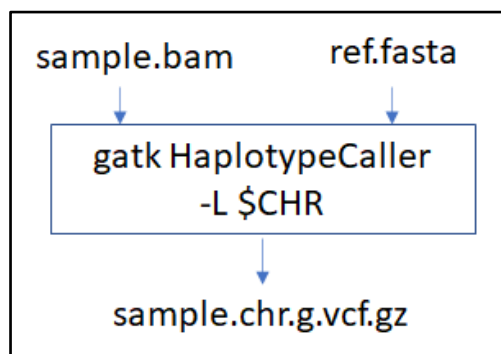 sample.bam
ref.fasta
gatk HaplotypeCaller
-L $CHR
sample.chr.g.vcf.gz